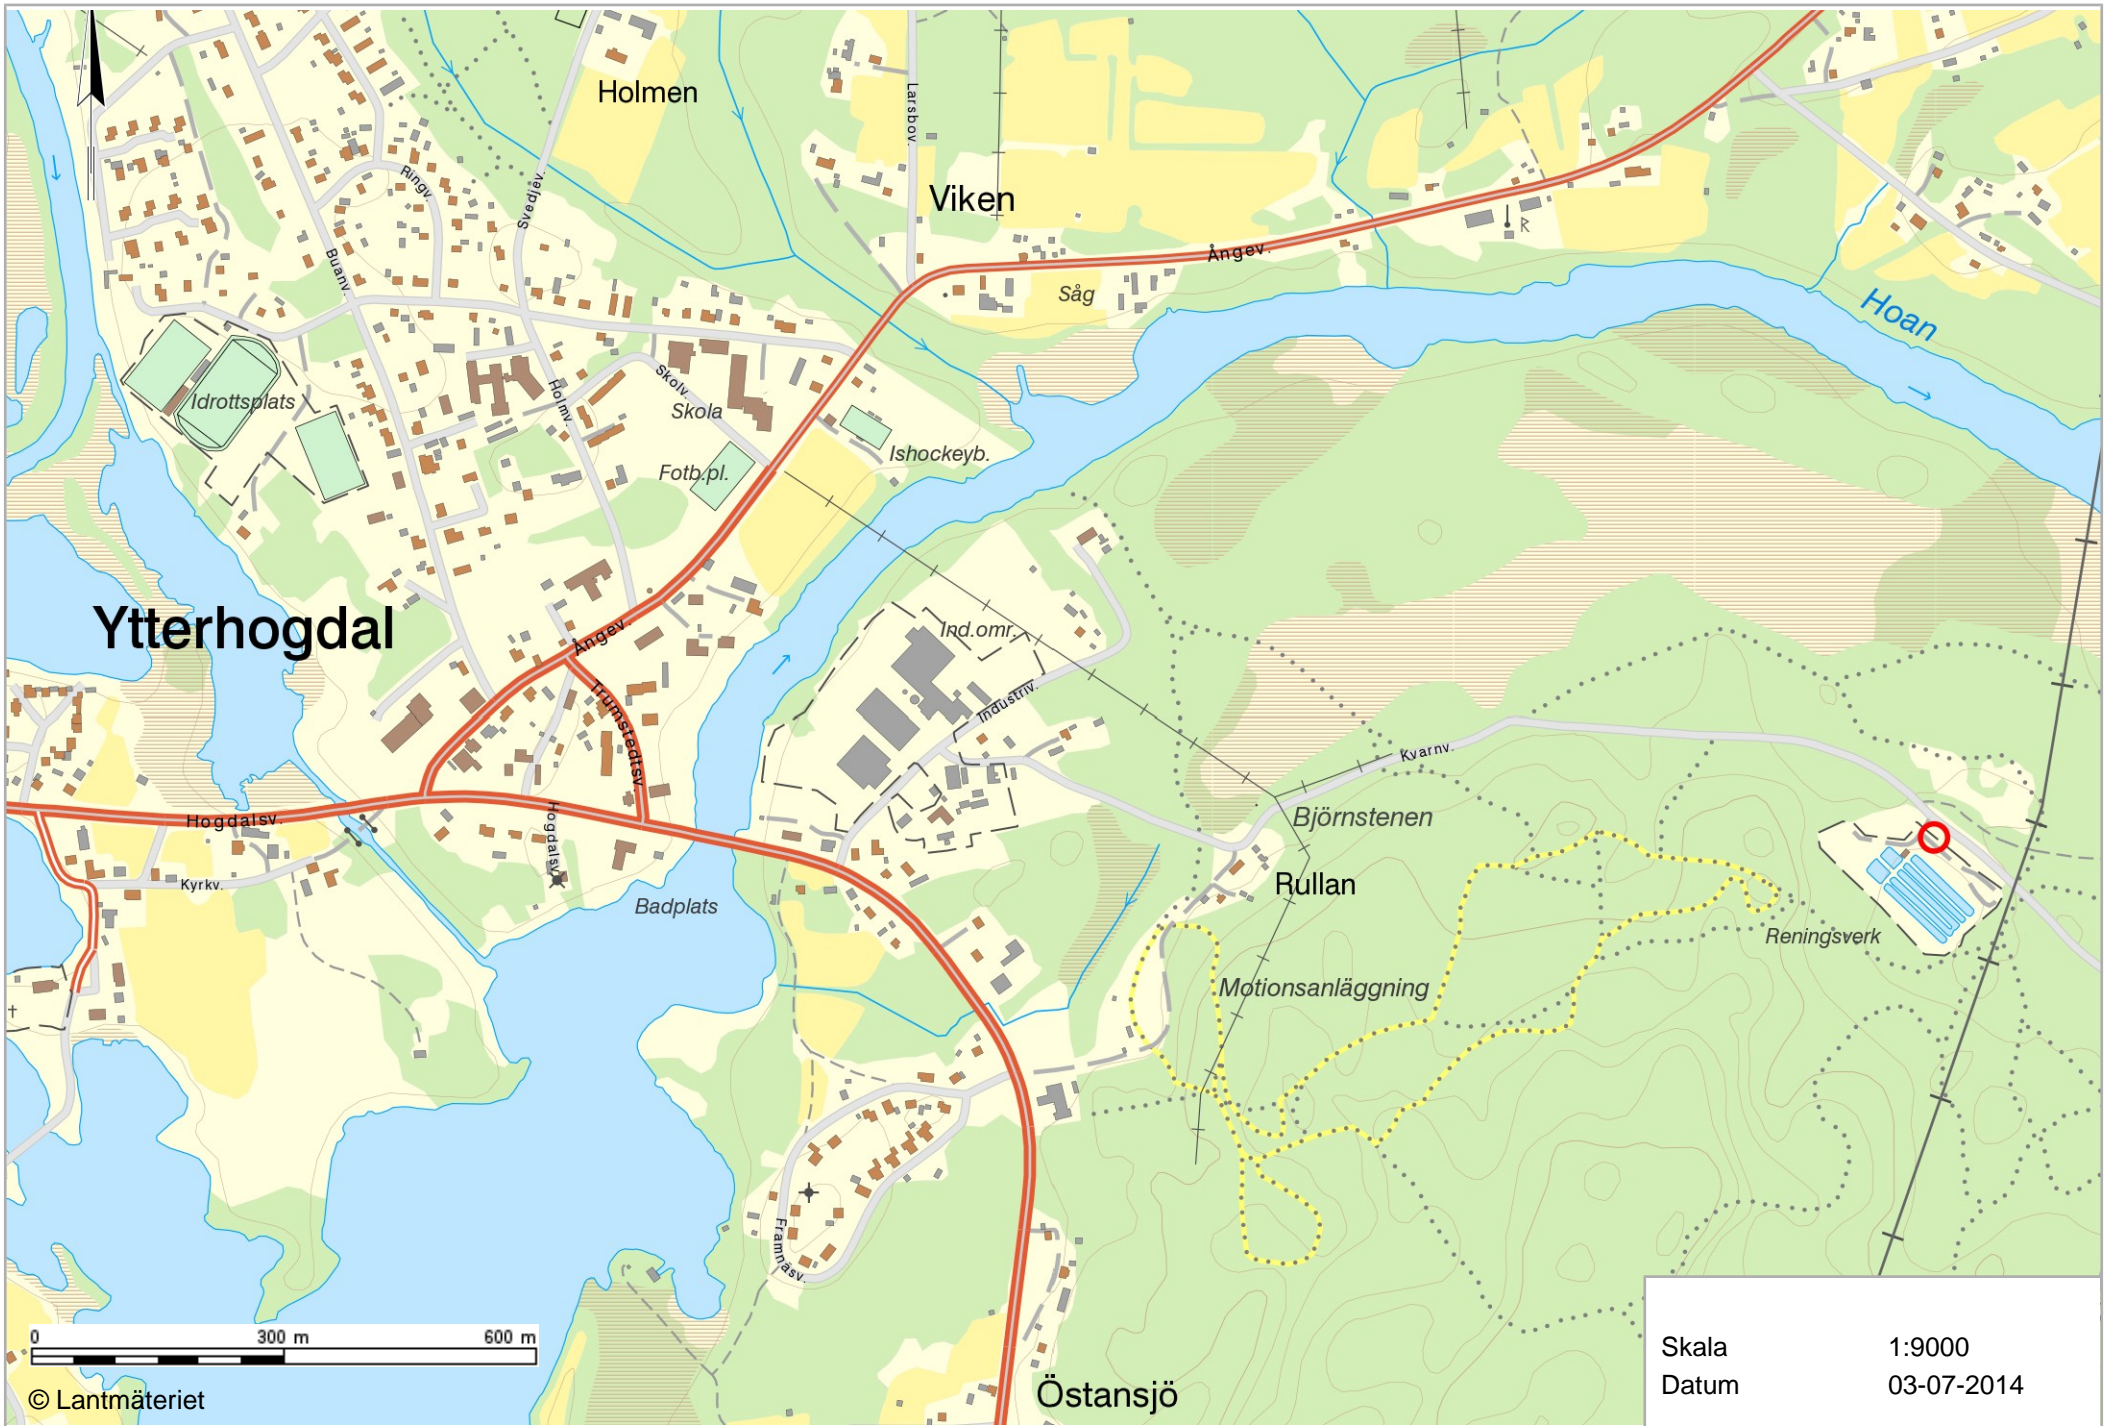 Holmen
Larsbov.
Ringv.
Svedjev.
Viken
Buanv.
Ångev.
Såg
R
Hoan
Idrottsplats
Holmv.
Skolv.
Skola
Ishockeyb.
Fotb.pl.
Ytterhogdal
Ångev.
Ind.omr.
Trumstedtsv.
Industriv.
Kvarnv.
Hogdalsv.
Hogdalsv.
Björnstenen
Kyrkv.
Rullan
Badplats
Reningsverk
Motionsanläggning
Framnäsv.
0 300 m 600 m
Skala 1:9000
Datum 03-07-2014
© Lantmäteriet
Östansjö